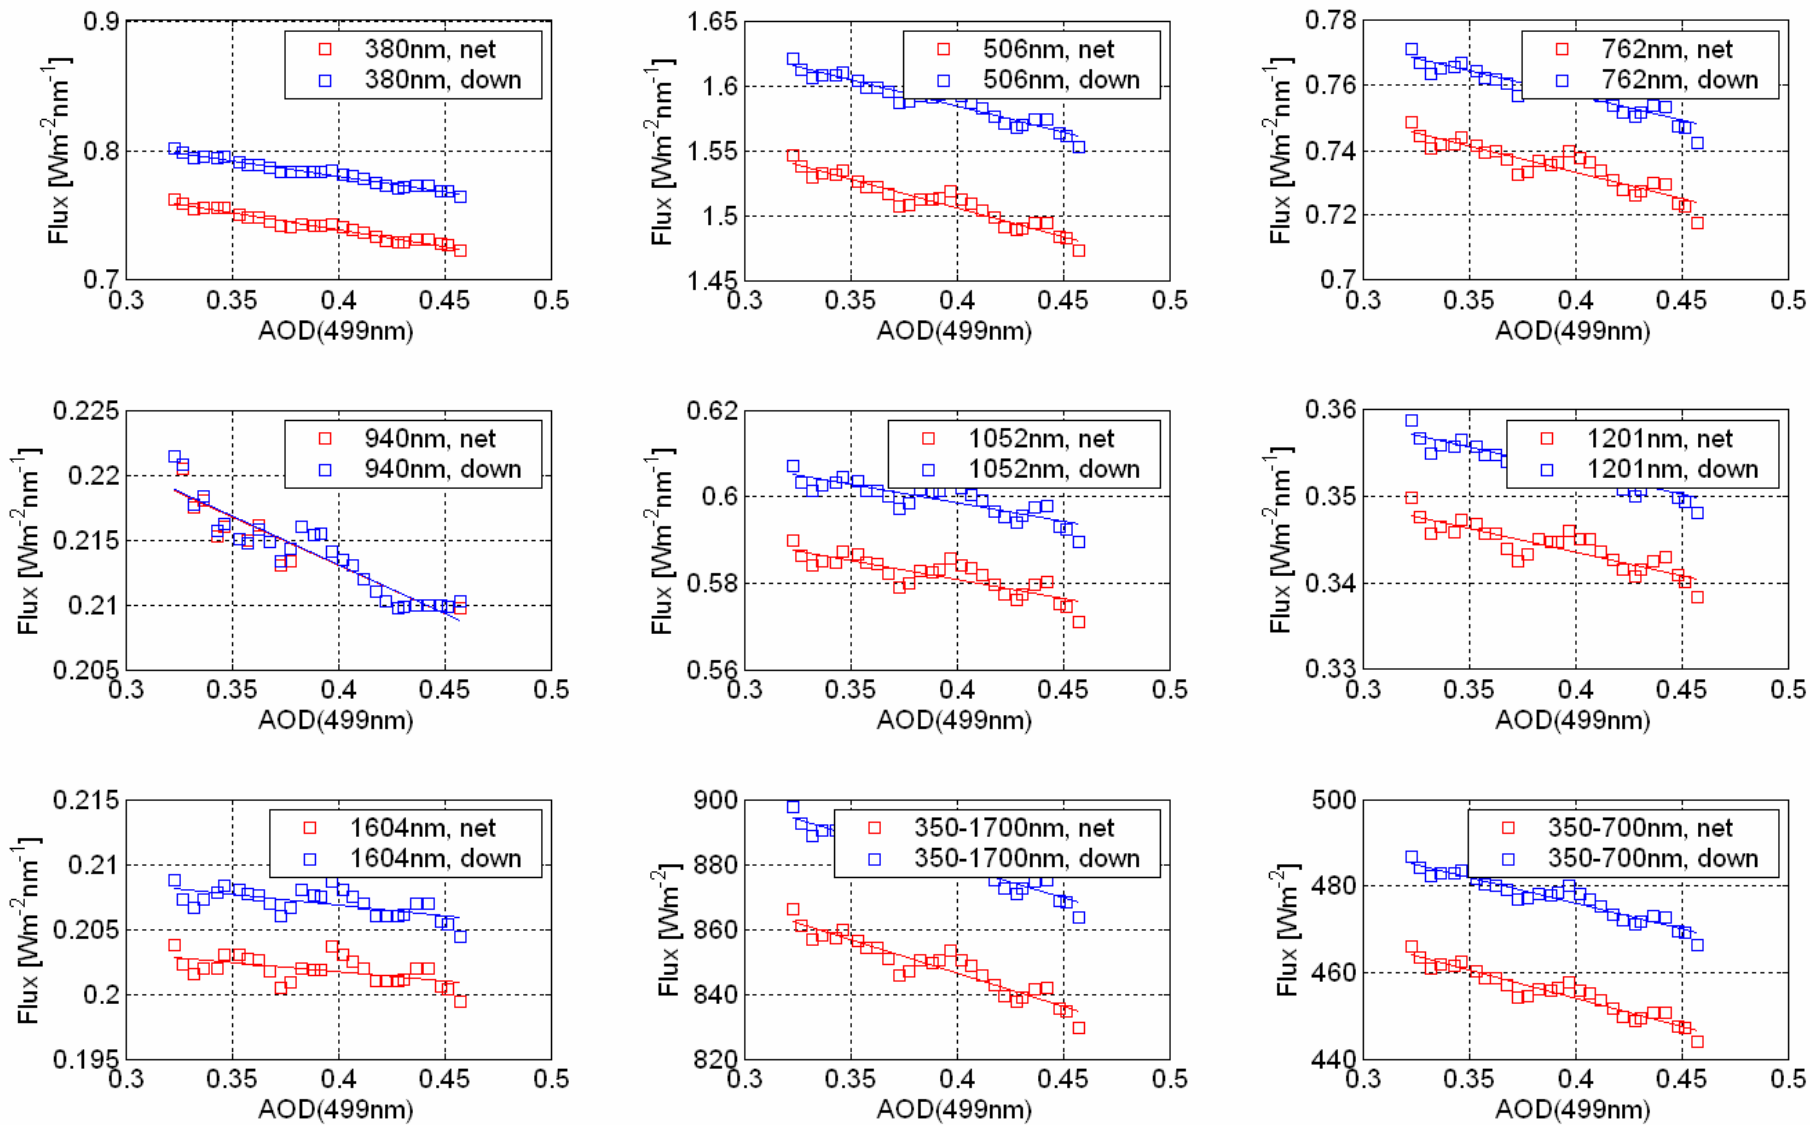 0.9
0.8
0.7
Flux [Wm-2nm-1]
380nm, net
380nm, down
0.3 0.35 0.4 0.45 0.5
AOD(499nm)
1.65
1.6
1.55
1.5
1.45
Flux [Wm-2nm-1]
506nm, net
506nm, down
0.3 0.35 0.4 0.45 0.5
AOD(499nm)
0.78
0.76
0.74
0.72
0.7
Flux [Wm-2nm-1]
762nm, net
762nm, down
0.3 0.35 0.4 0.45 0.5
AOD(499nm)
0.225
0.22
0.215
0.21
0.205
Flux [Wm-2nm-1]
940nm, net
940nm, down
0.3 0.35 0.4 0.45 0.5
AOD(499nm)
0.62
0.6
0.58
0.56
Flux [Wm-2nm-1]
1052nm, net
1052nm, down
0.3 0.35 0.4 0.45 0.5
AOD(499nm)
0.36
0.35
0.34
0.33
Flux [Wm-2nm-1]
1201nm, net
1201nm, down
0.3 0.35 0.4 0.45 0.5
AOD(499nm)
0.215
0.21
0.205
0.2
0.195
Flux [Wm-2nm-1]
1604nm, net
1604nm, down
0.3 0.35 0.4 0.45 0.5
AOD(499nm)
900
880
860
840
820
Flux [Wm-2]
350-1700nm, net
350-1700nm, down
0.3 0.35 0.4 0.45 0.5
AOD(499nm)
500
480
460
440
Flux [Wm-2]
350-700nm, net
350-700nm, down
0.3 0.35 0.4 0.45 0.5
AOD(499nm)